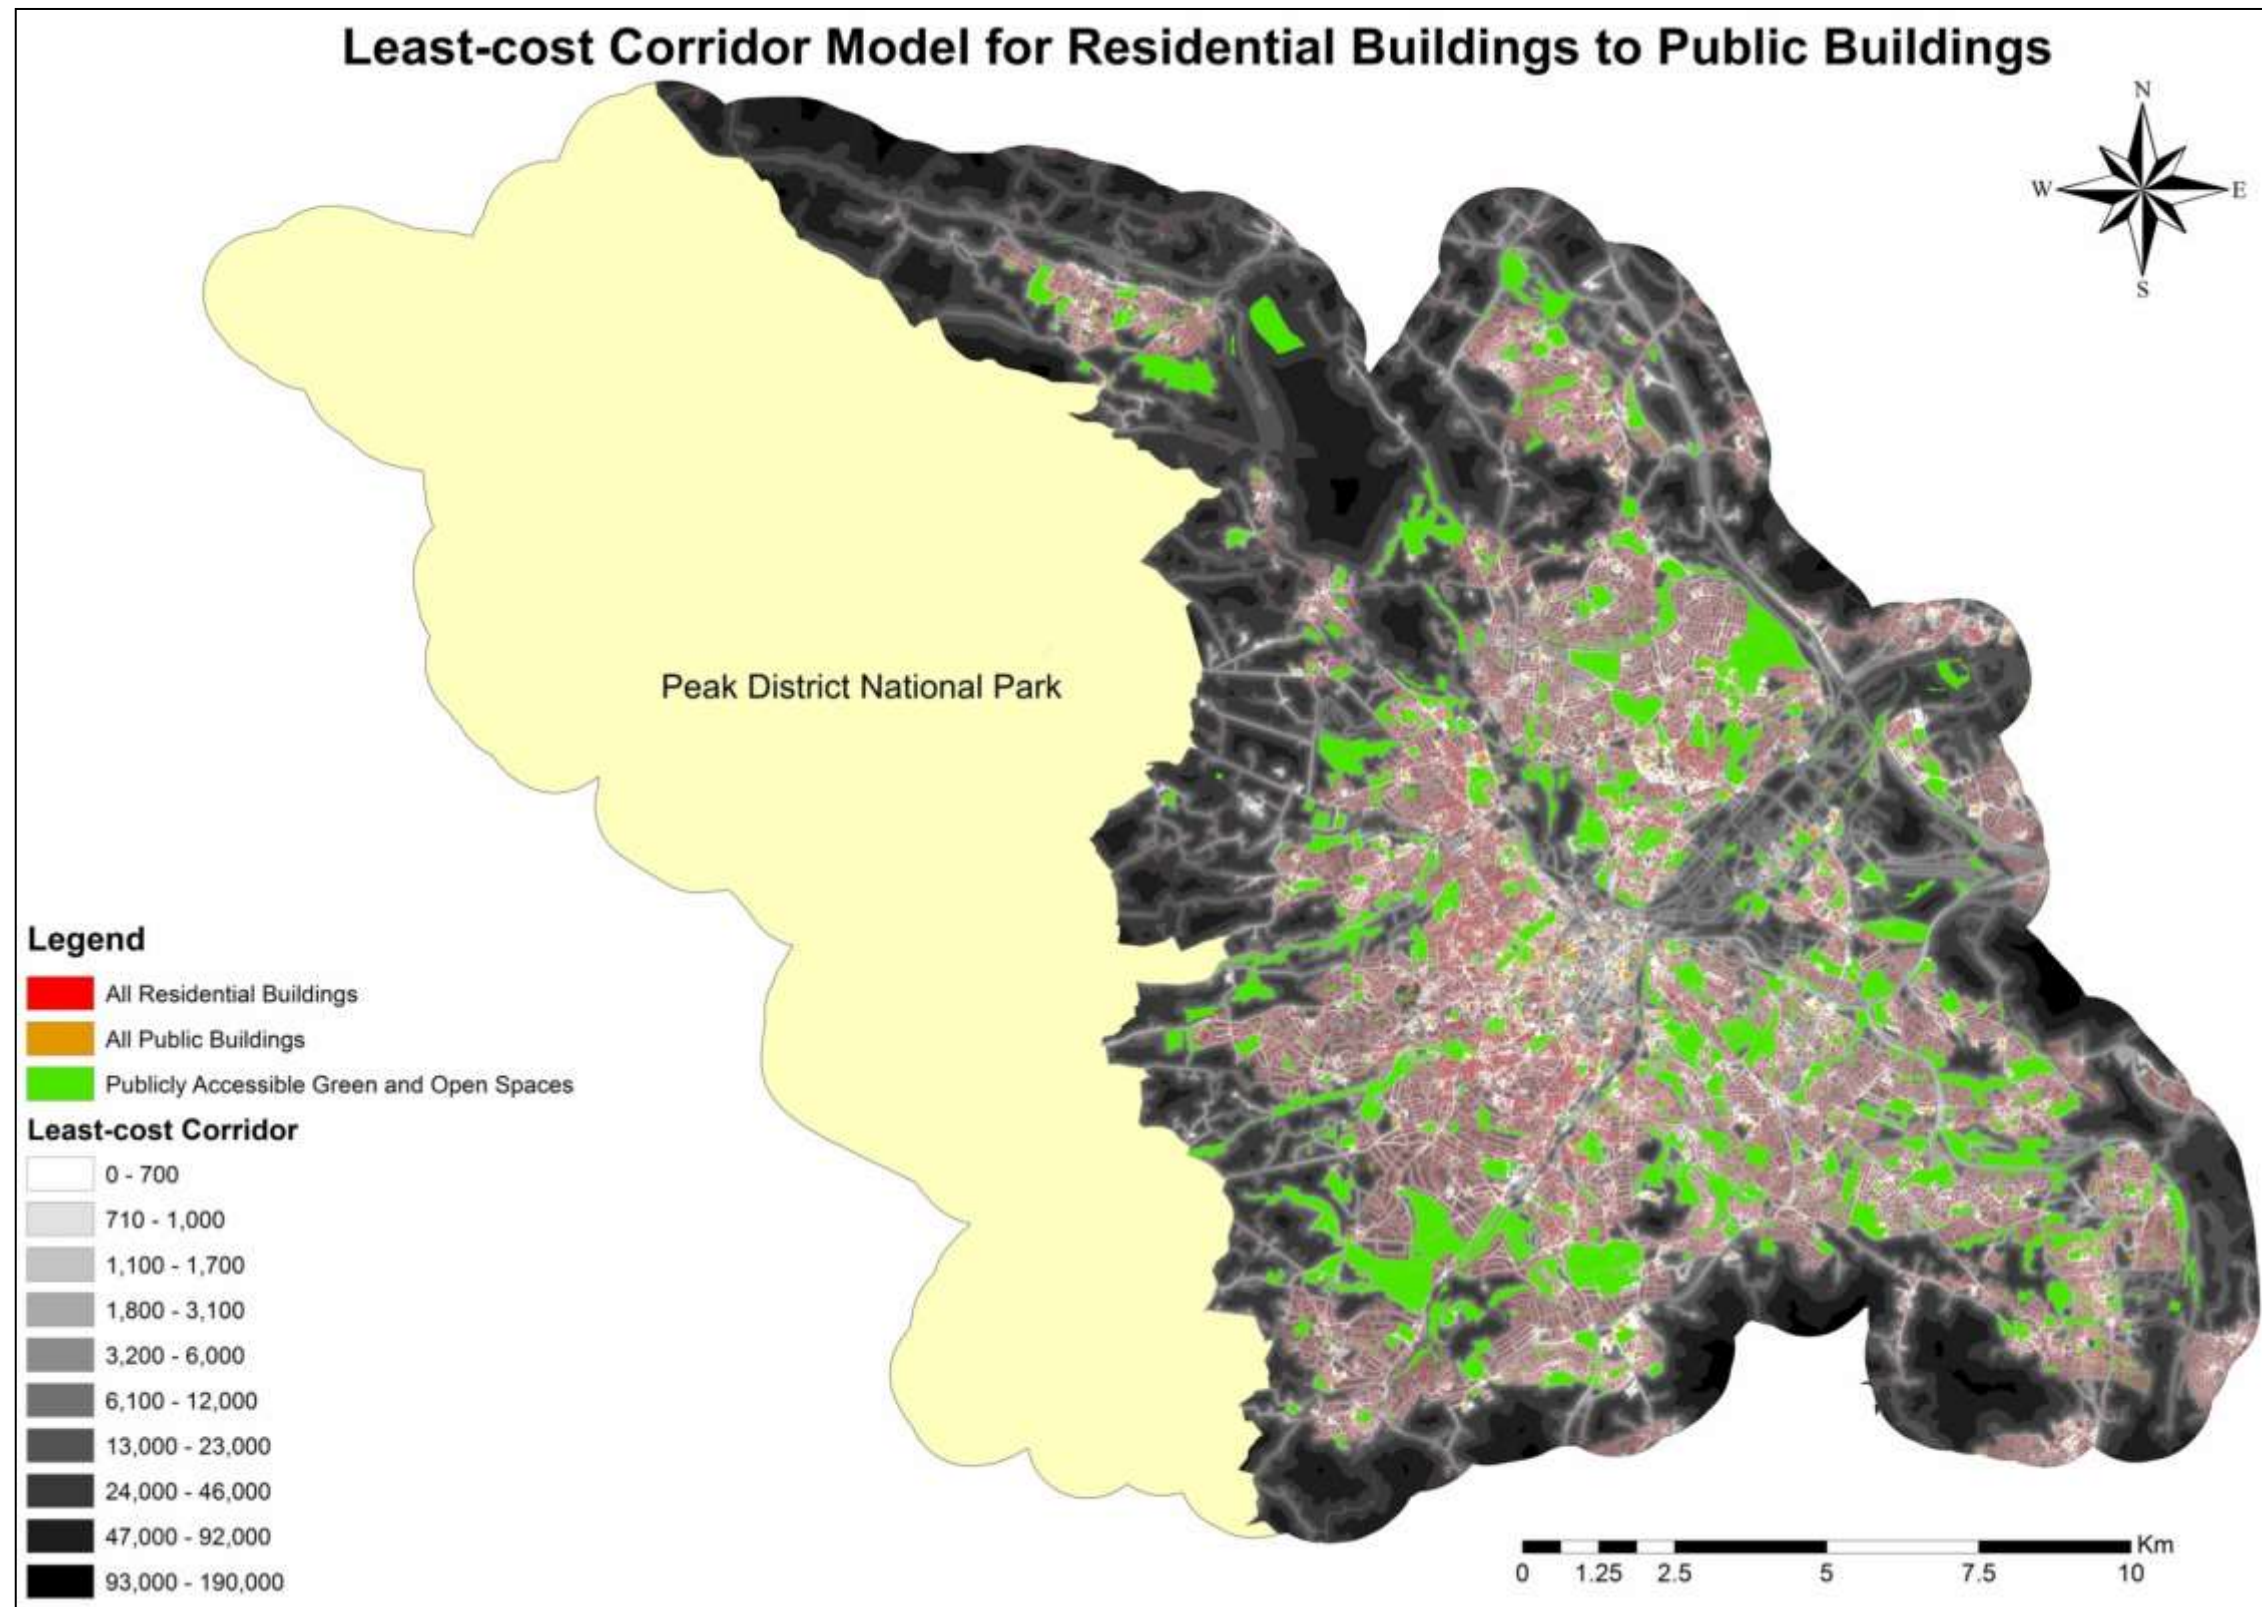 Least-cost Corridor Model for Residential Buildings to Public Buildings
N
W
E
S
Peak District National Park
Legend
All Residential Buildings
All Public Buildings
Publicly Accessible Green and Open Spaces
Least-cost Corridor
0 - 700
710 - 1,000
1,100 - 1,700
1,800 - 3,100
3,200 - 6,000
6,100 - 12,000
13,000 - 23,000
24,000 - 46,000
47,000 - 92,000
93,000 - 190,000
Km
0 1.25 2.5 5 7.5 10